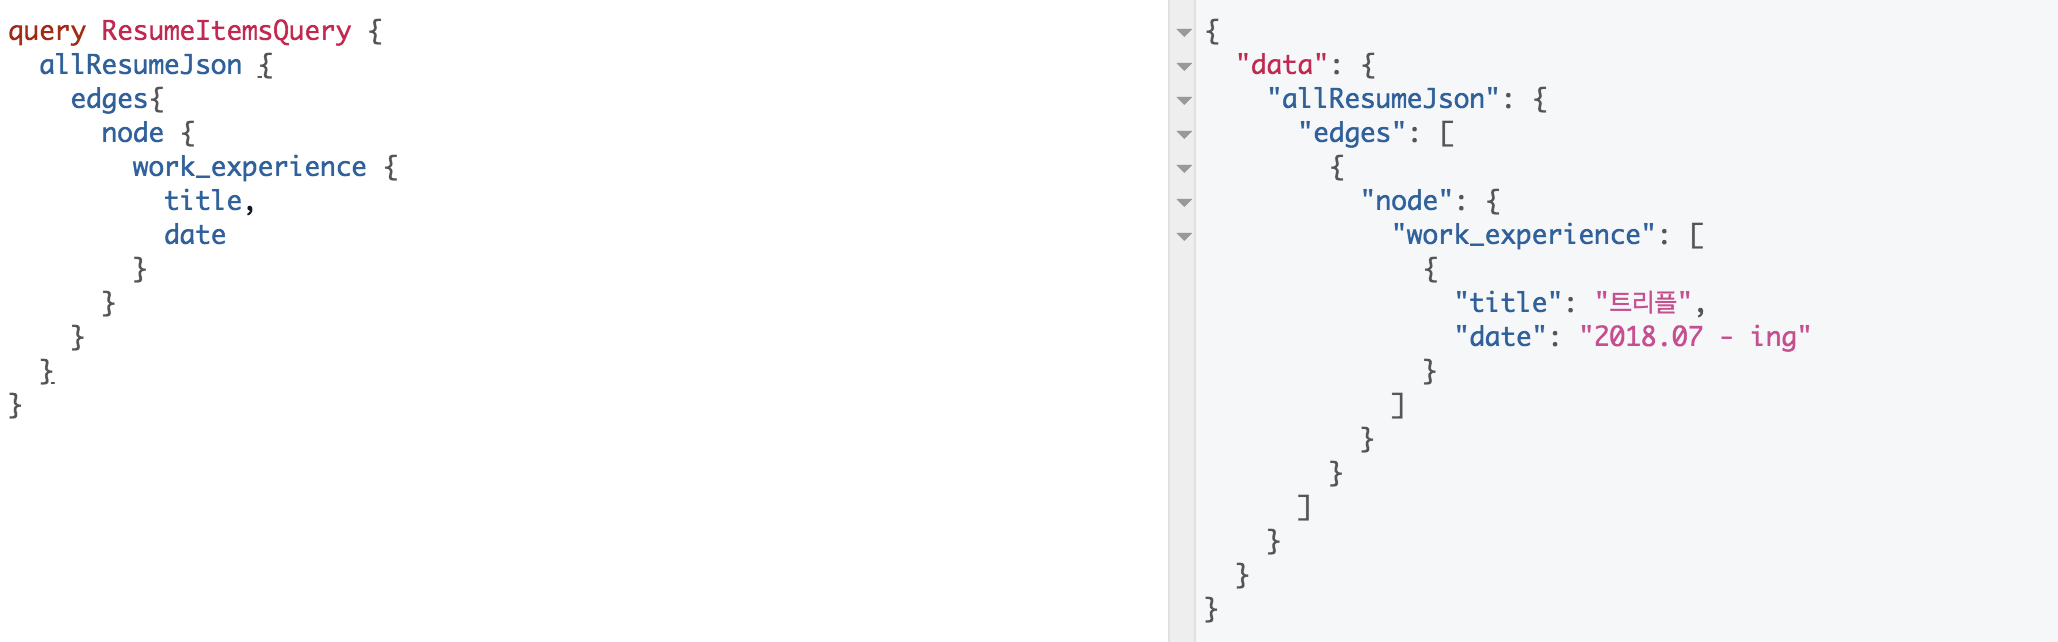 query ResumeItemsQuery {
  allResumeJson {
    edges{
      node {
        work_experience {
          title,
          date
        }
      }
    }
  }
}
{
  "data": {
    "allResumeJson": {
      "edges": [
        {
          "node": {
            "work_experience": [
              {
                "title": "트리플",
                "date": "2018.07 - ing"
              }
            ]
          }
        }
      ]
    }
  }
}